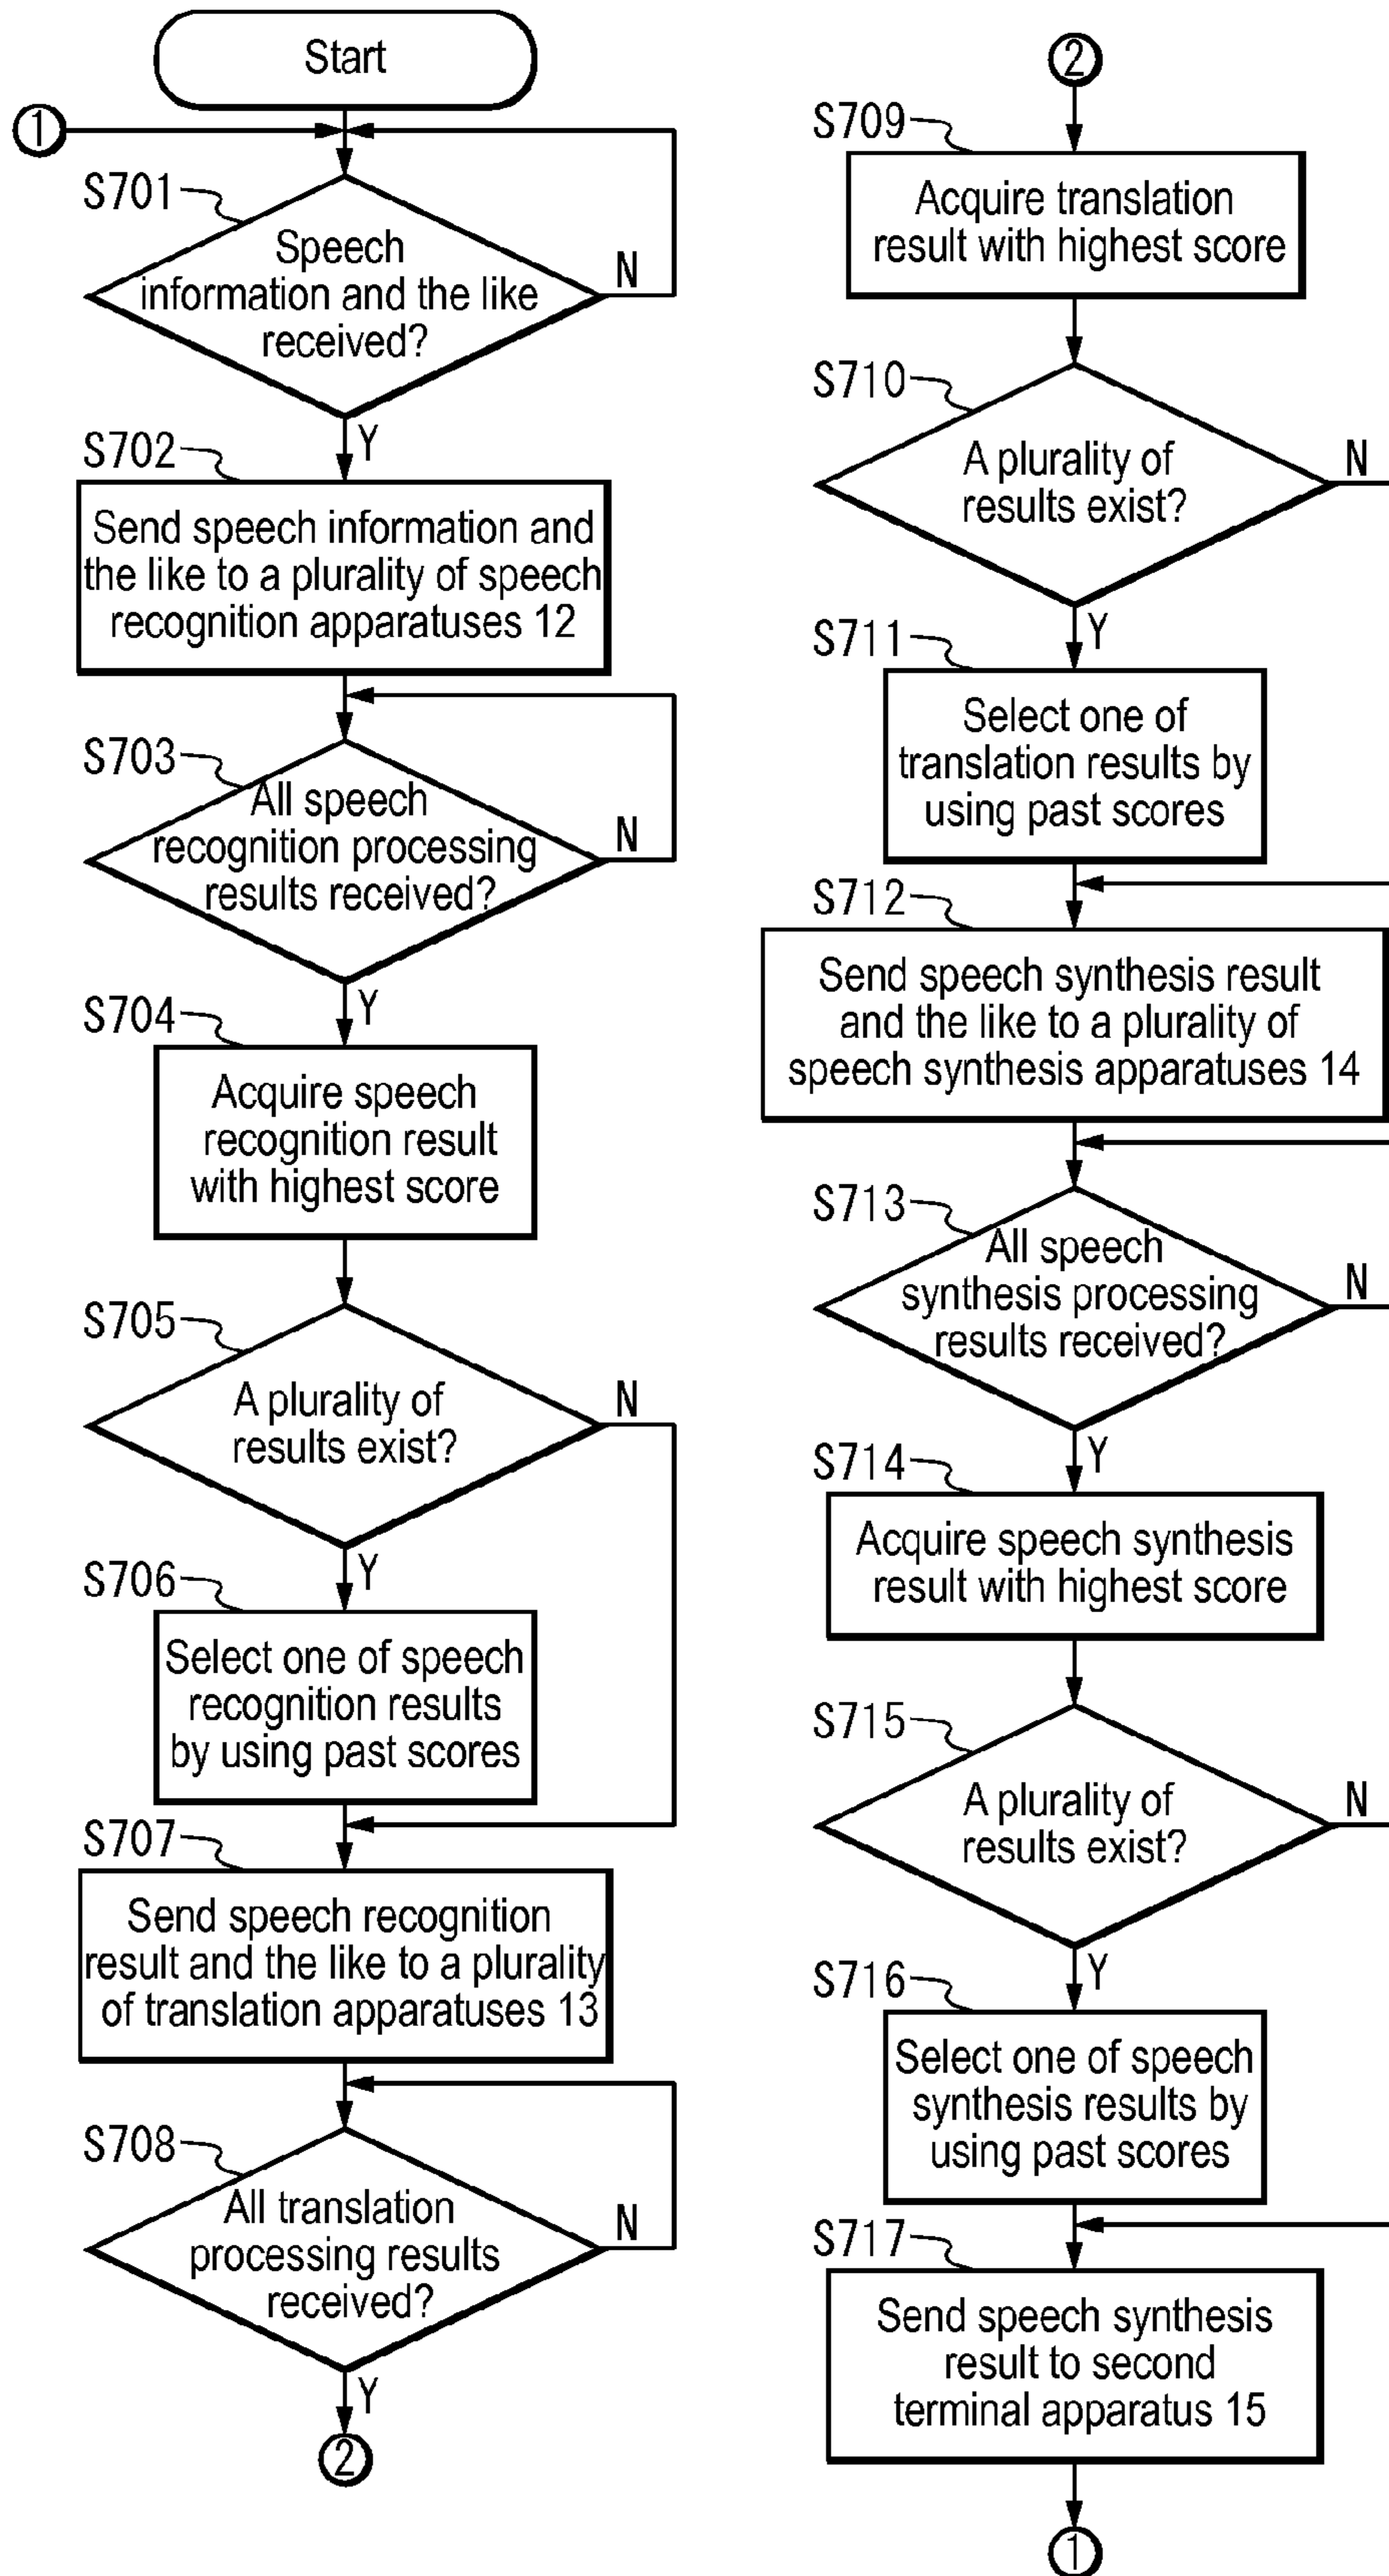 Start
1
S701
Speech
information and the like
received?
N
Y
S702
Send speech information and
the like to a plurality of speech
recognition apparatuses 12
S703
All speech
recognition processing
results received?
N
Y
S704
Acquire speech
recognition result
with highest score
S705
A plurality of
results exist?
N
Y
S706
Select one of speech
recognition results
by using past scores
S707
Send speech recognition
result and the like to a plurality
of translation apparatuses 13
S708
All translation
processing results
received?
N
Y
2
2
S709
Acquire translation
result with highest score
S710
A plurality of
results exist?
N
Y
S711
Select one of
translation results by
using past scores
S712
Send speech synthesis result
and the like to a plurality of
speech synthesis apparatuses 14
S713
All speech
synthesis processing
results received?
N
Y
S714
Acquire speech synthesis
result with highest score
S715
A plurality of
results exist?
N
Y
S716
Select one of speech
synthesis results by
using past scores
S717
Send speech synthesis
result to second
terminal apparatus 15
1